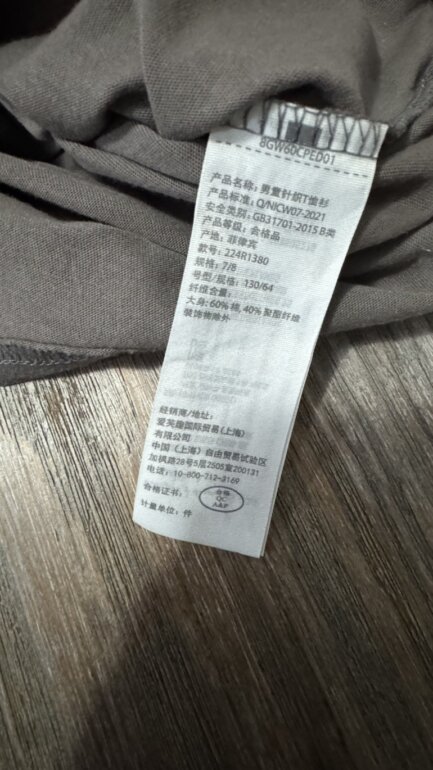 8GW60CPED01
产品名称: 男童针织T恤衫
产品标准: Q/NICW07-2021
安全类别: GB31701-2015 B类
产品等级: 合格品
产地: 菲律宾
款号: 224R1380
规格: 7/8
号型/规格: 130/64
纤维含量:
大身: 60% 棉, 40% 聚酯纤维
装饰物除外
经销商/地址:
爱芙趣国际贸易(上海)
有限公司
中国 (上海) 自由贸易试验区
加枫路28号5层2505室200131
电话: 10-800-712-3169
合格证书:
合格
QC
A&F
计量单位: 件